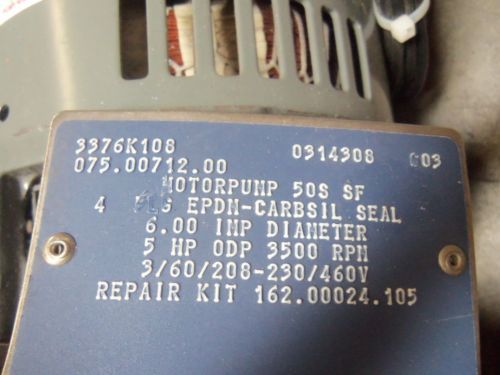 3376K108 0314308 003
075.00712.00
MOTORPUMP 50S SF
4 EPDM-CARBSIL SEAL
6.00 IMP DIAMETER
5 HP ODP 3500 RPM
3/60/208-230/460V
REPAIR KIT 162.00024.105